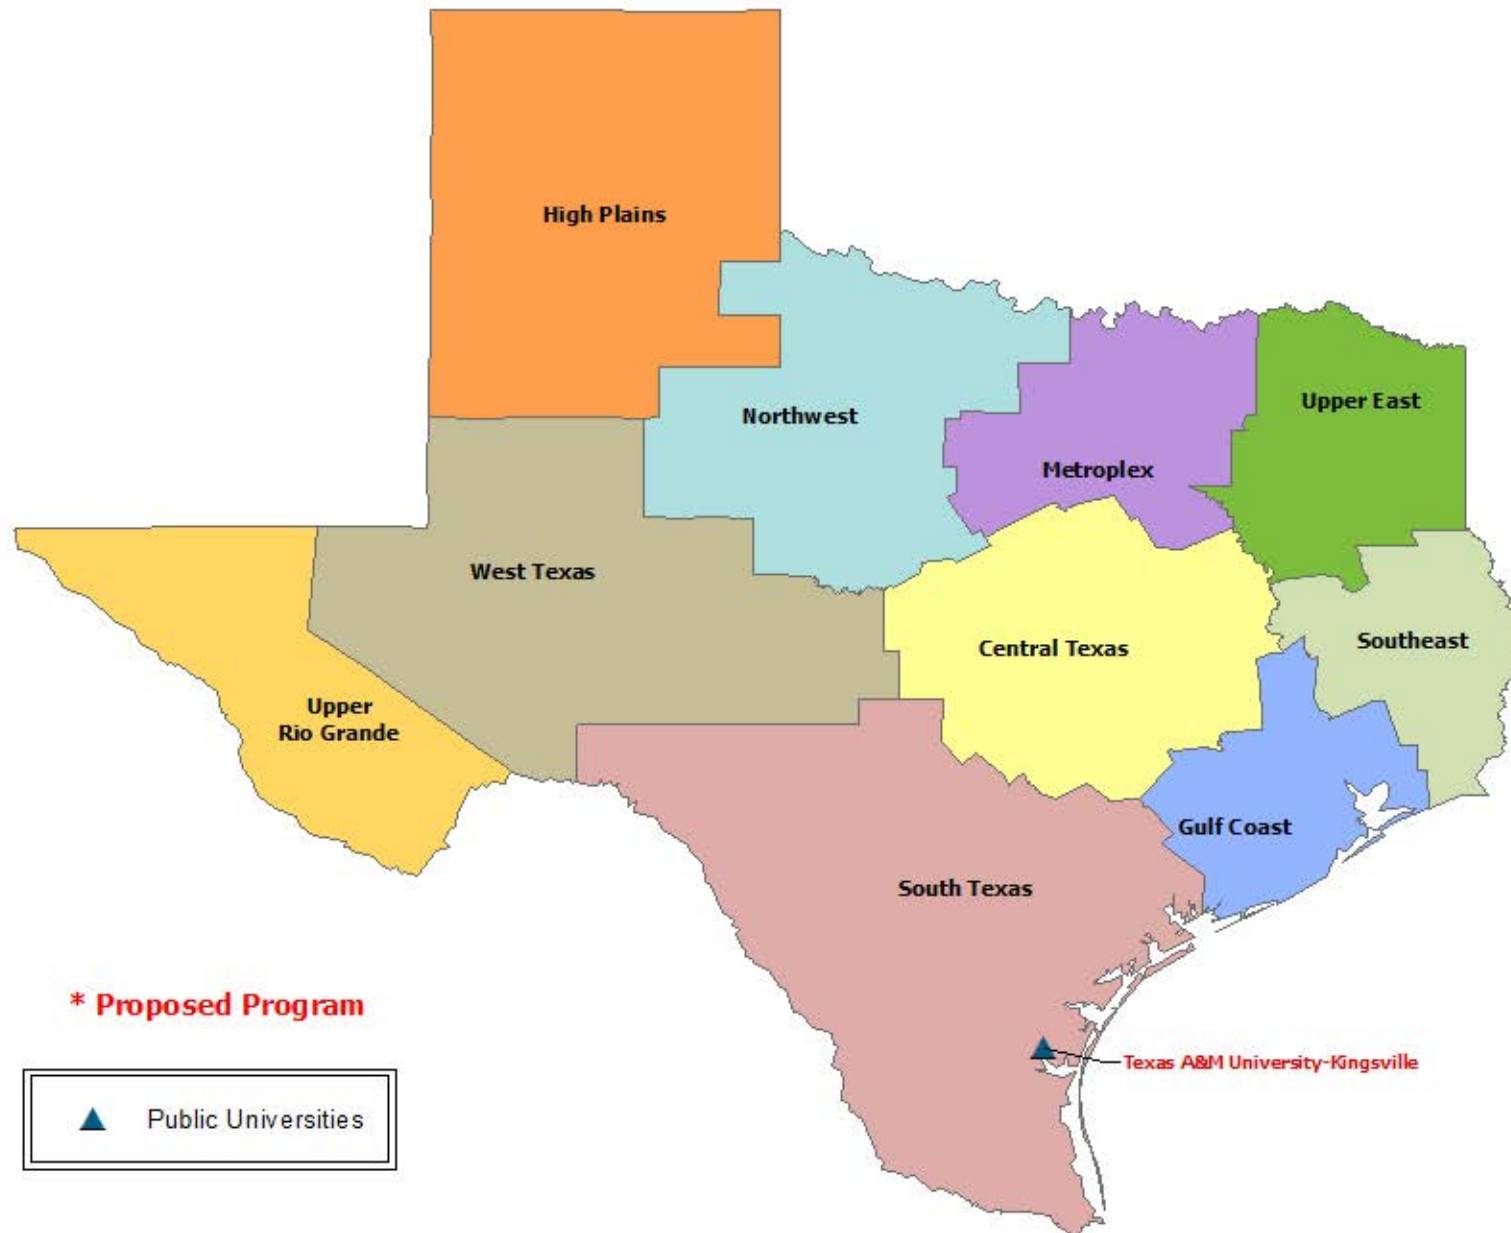 High Plains
Northwest
Upper East
Metroplex
West Texas
Central Texas
Southeast
Upper
Rio Grande
Gulf Coast
South Texas
* Proposed Program
Texas A&M University-Kingsville
Public Universities